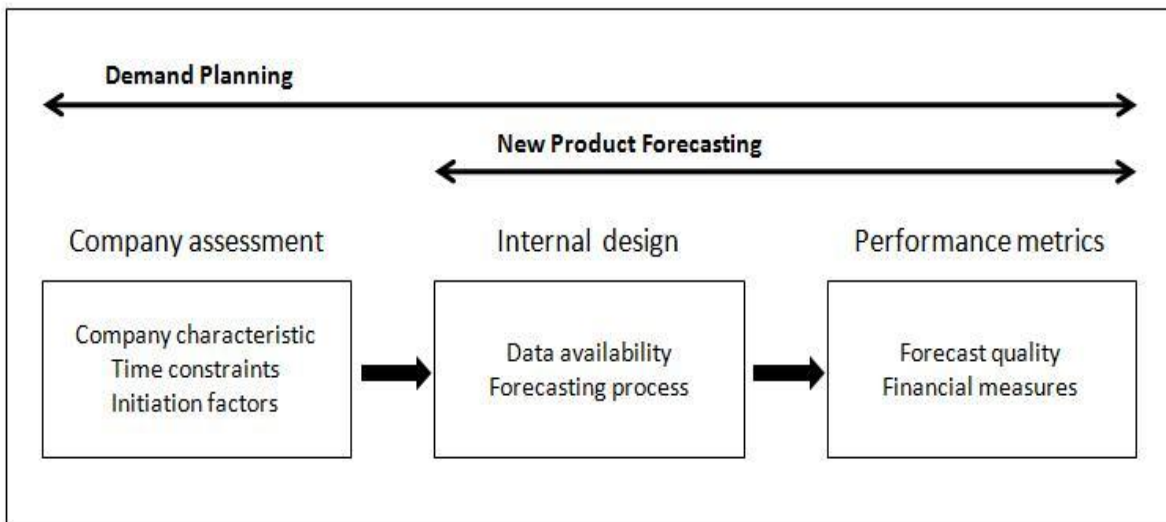 Demand Planning
New Product Forecasting
Company assessment
Internal design
Performance metrics
Company characteristic
Time constraints
Initiation factors
Data availability
Forecasting process
Forecast quality
Financial measures